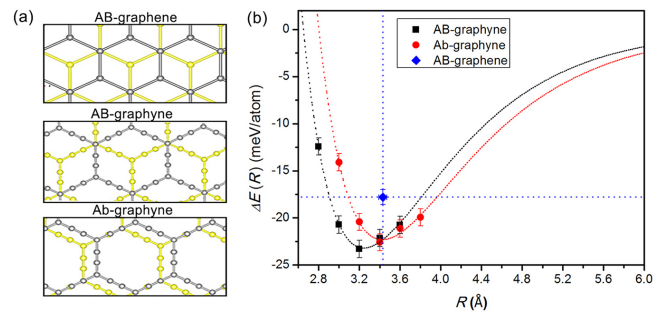 (a)
AB-graphene
AB-graphyne
Ab-graphyne
(b)
AB-graphyne
Ab-graphyne
AB-graphene
ΔE (R) (meV/atom)
0
-5
-10
-15
-20
-25
2.8 3.2 3.6 4.0 4.4 4.8 5.2 5.6 6.0
R (Å)